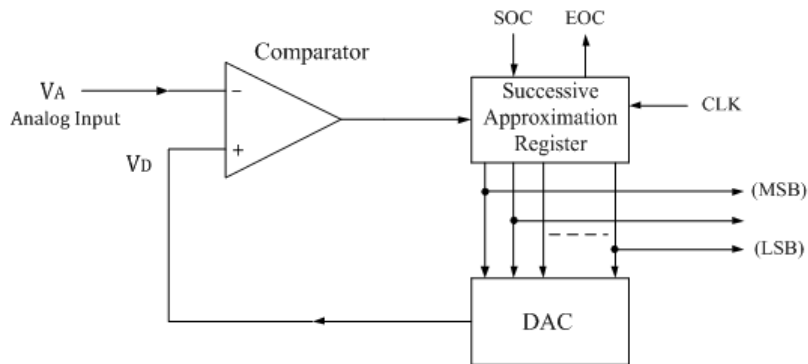 SOC EOC
Comparator
VA
Analog Input
−
+
VD
Successive
Approximation
Register
CLK
(MSB)
(LSB)
DAC